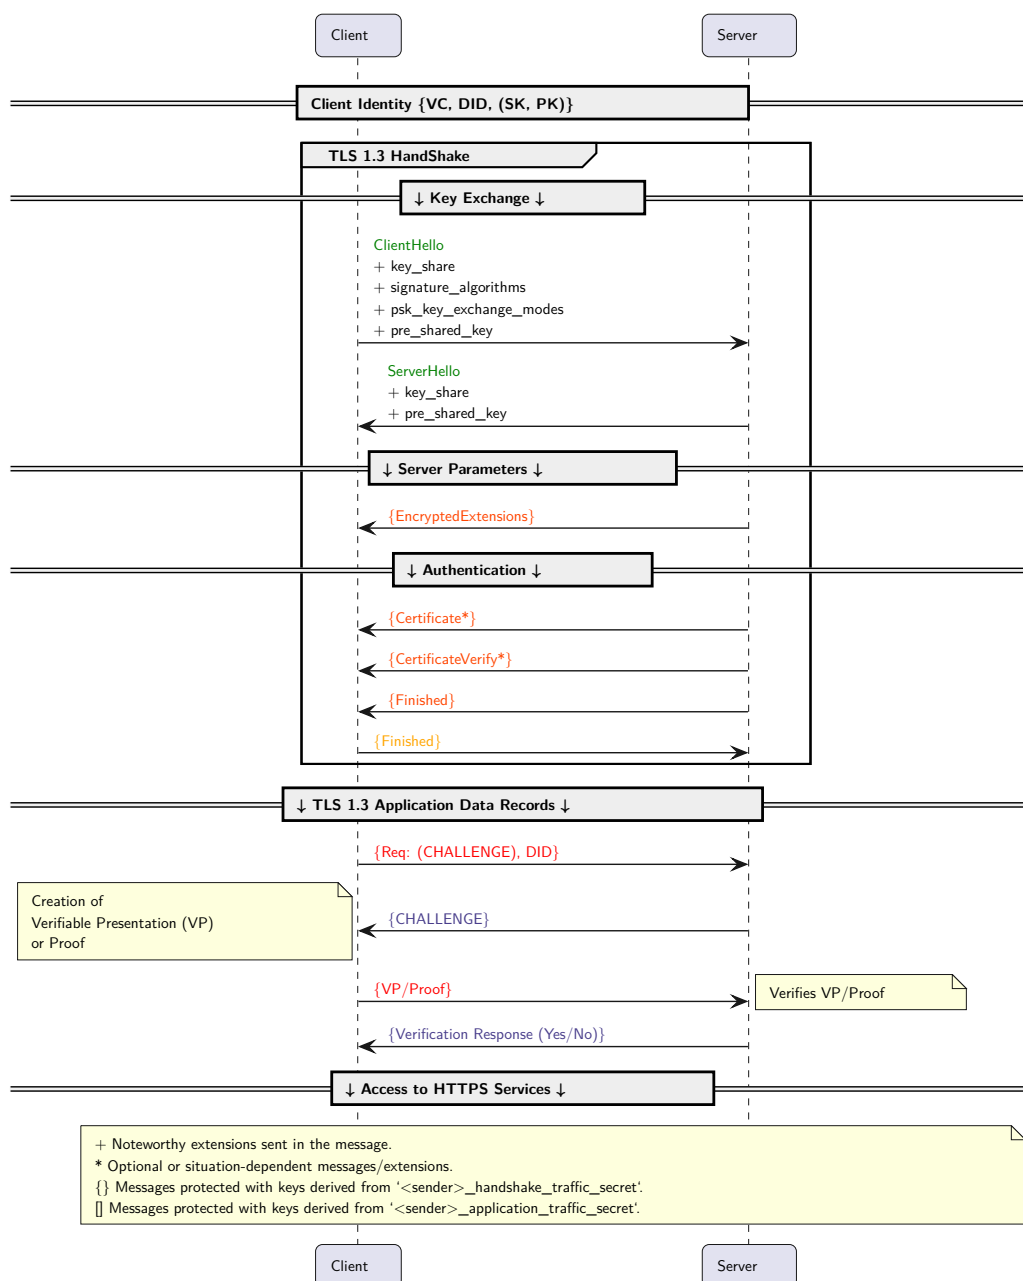 Client
Server
Client Identity {VC, DID, (SK, PK)}
TLS 1.3 HandShake
↓ Key Exchange ↓
ClientHello
+ key_share
+ signature_algorithms
+ psk_key_exchange_modes
+ pre_shared_key
ServerHello
+ key_share
+ pre_shared_key
↓ Server Parameters ↓
{EncryptedExtensions}
↓ Authentication ↓
{Certificate*}
{CertificateVerify*}
{Finished}
{Finished}
↓ TLS 1.3 Application Data Records ↓
{Req: (CHALLENGE), DID}
Creation of
Verifiable Presentation (VP)
or Proof
{CHALLENGE}
{VP/Proof}
Verifies VP/Proof
{Verification Response (Yes/No)}
↓ Access to HTTPS Services ↓
+ Noteworthy extensions sent in the message.
* Optional or situation-dependent messages/extensions.
{} Messages protected with keys derived from ‘<sender>_handshake_traffic_secret‘.
[] Messages protected with keys derived from ‘<sender>_application_traffic_secret‘.
Client
Server